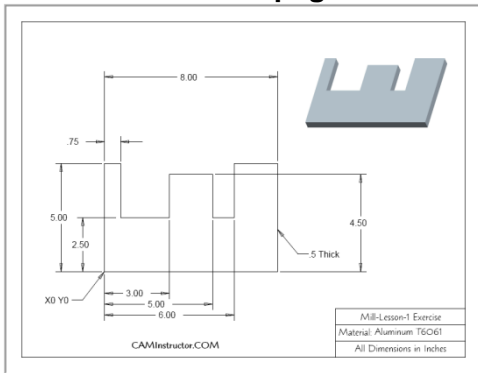 8.00
.75
5.00
2.50
4.50
.5 Thick
3.00
X0 Y0
5.00
6.00
CAMInstructor.COM
Mill-Lesson-1 Exercise
Material: Aluminum T6061
All Dimensions in Inches